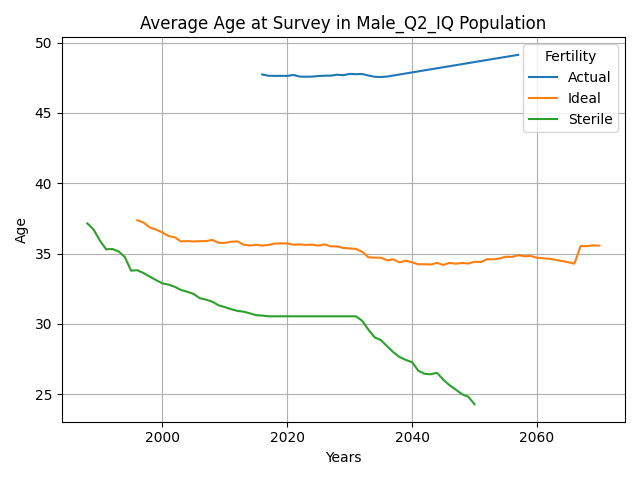 Average Age at Survey in Male_Q2_IQ Population
Fertility
Actual
Ideal
Sterile
Age
50
45
40
35
30
25
2000
2020
2040
2060
Years